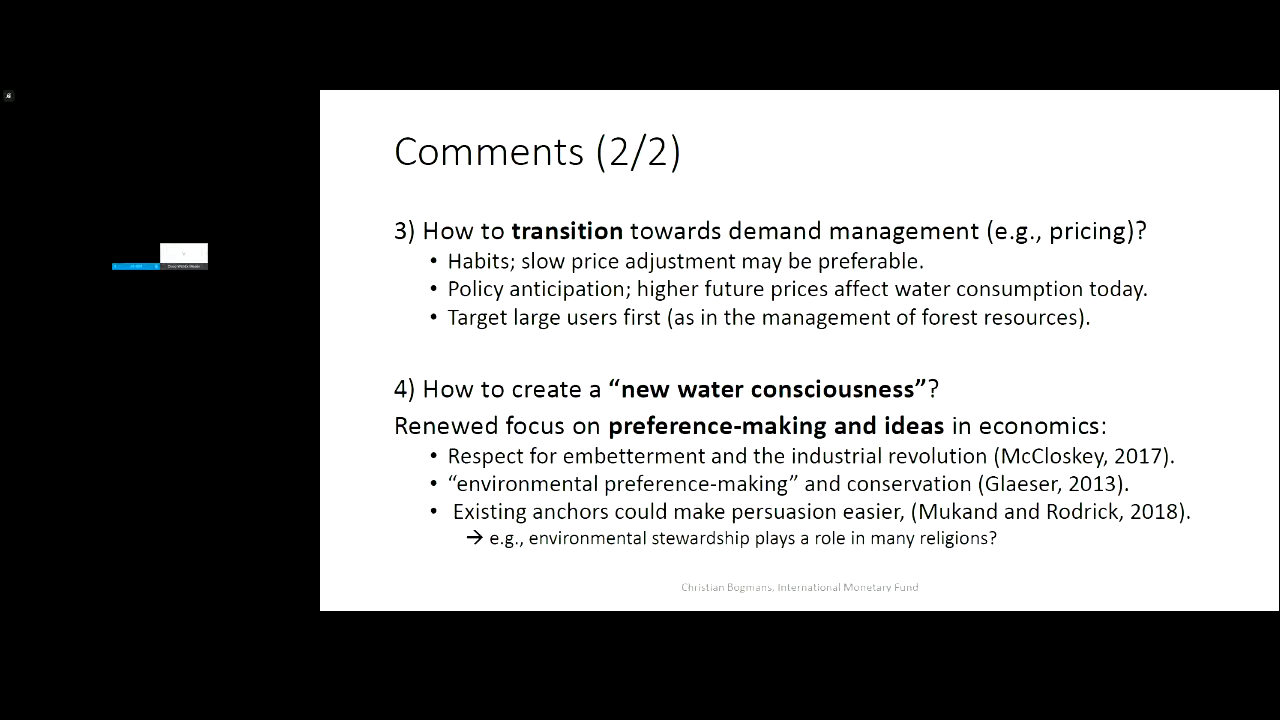 Comments (2/2)
3) How to transition towards demand management (e.g., pricing)?
• Habits; slow price adjustment may be preferable.
• Policy anticipation; higher future prices affect water consumption today.
• Target large users first (as in the management of forest resources).
4) How to create a “new water consciousness”?
Renewed focus on preference-making and ideas in economics:
• Respect for embetterment and the industrial revolution (McCloskey, 2017).
• “environmental preference-making” and conservation (Glaeser, 2013).
• Existing anchors could make persuasion easier, (Mukand and Rodrick, 2018).
→ e.g., environmental stewardship plays a role in many religions?
Christian Bogmans, International Monetary Fund